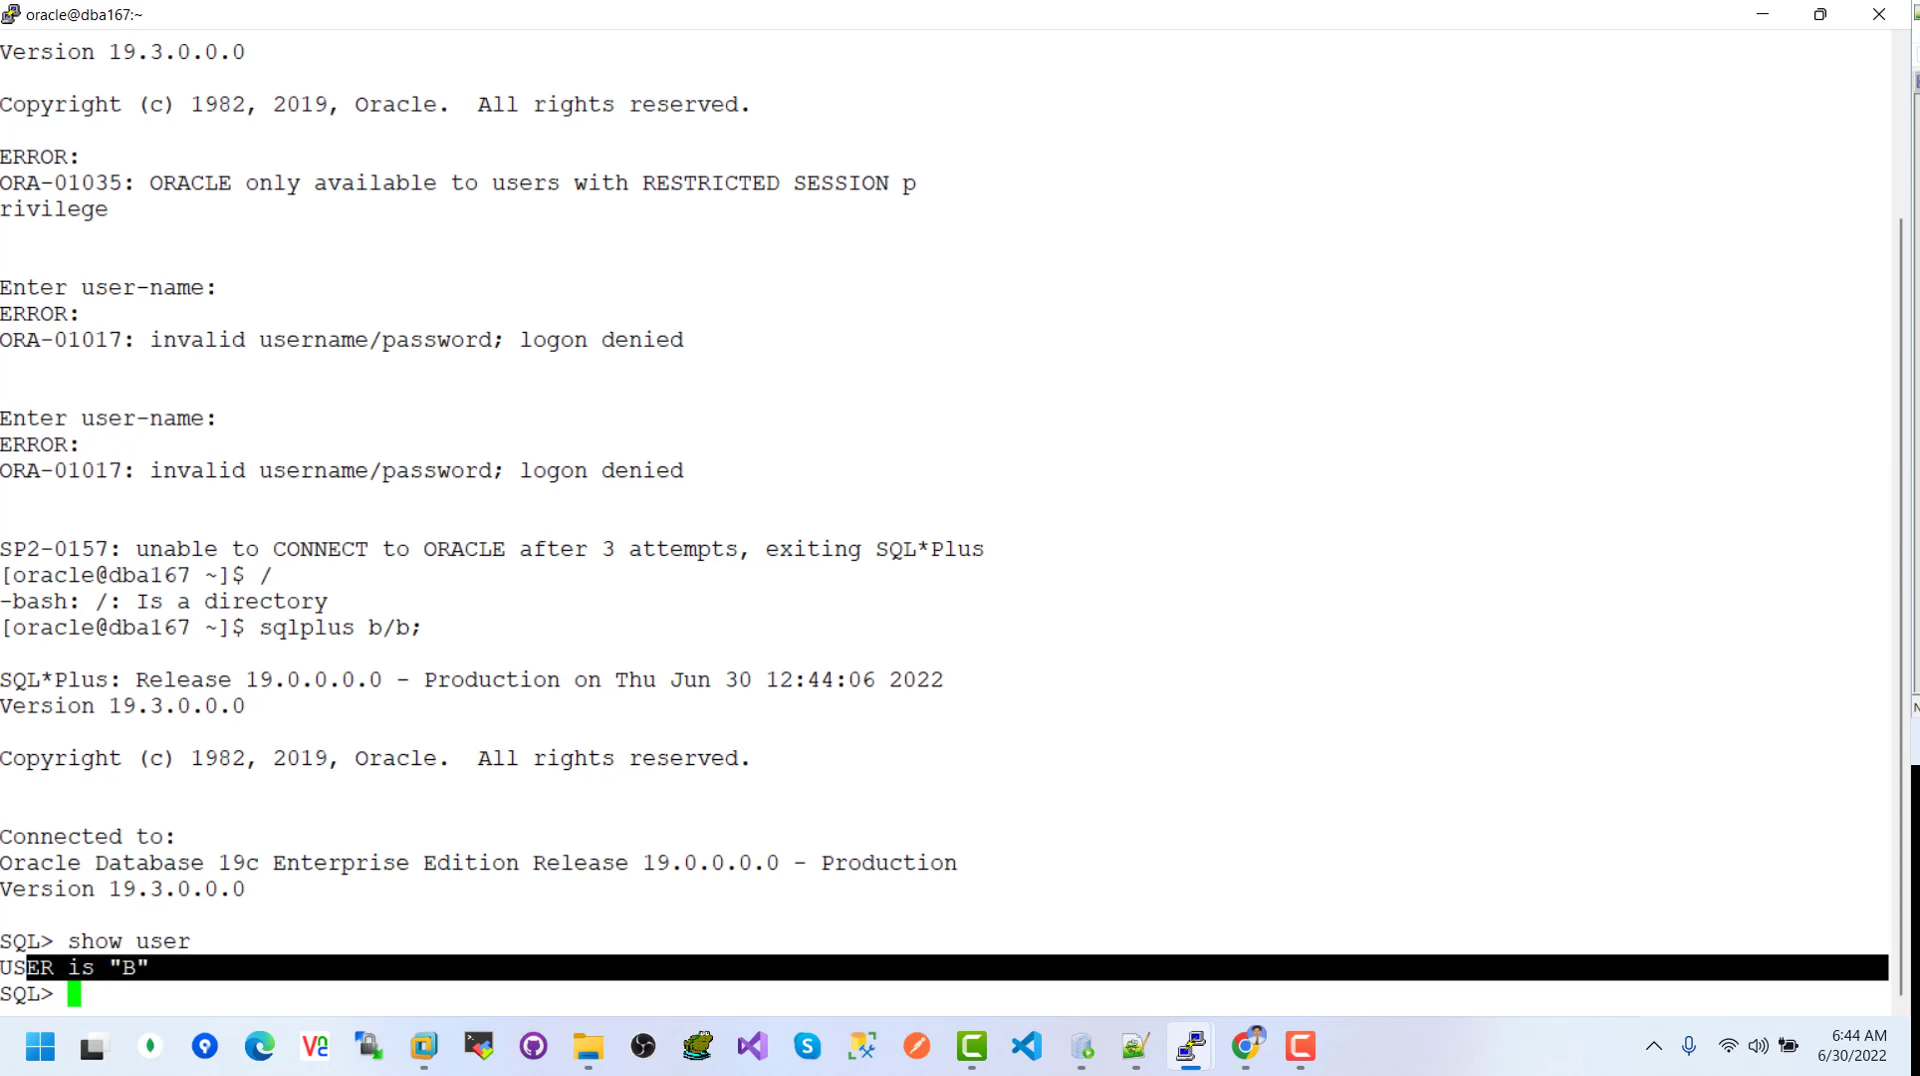 oracle@dba167:~
Version 19.3.0.0.0
Copyright (c) 1982, 2019, Oracle.  All rights reserved.
ERROR:
ORA-01035: ORACLE only available to users with RESTRICTED SESSION p
rivilege
Enter user-name:
ERROR:
ORA-01017: invalid username/password; logon denied
Enter user-name:
ERROR:
ORA-01017: invalid username/password; logon denied
SP2-0157: unable to CONNECT to ORACLE after 3 attempts, exiting SQL*Plus
[oracle@dba167 ~]$ /
-bash: /: Is a directory
[oracle@dba167 ~]$ sqlplus b/b;
SQL*Plus: Release 19.0.0.0.0 - Production on Thu Jun 30 12:44:06 2022
Version 19.3.0.0.0
Copyright (c) 1982, 2019, Oracle.  All rights reserved.
Connected to:
Oracle Database 19c Enterprise Edition Release 19.0.0.0.0 - Production
Version 19.3.0.0.0
SQL> show user
USER is "B"
SQL>
6:44 AM
6/30/2022